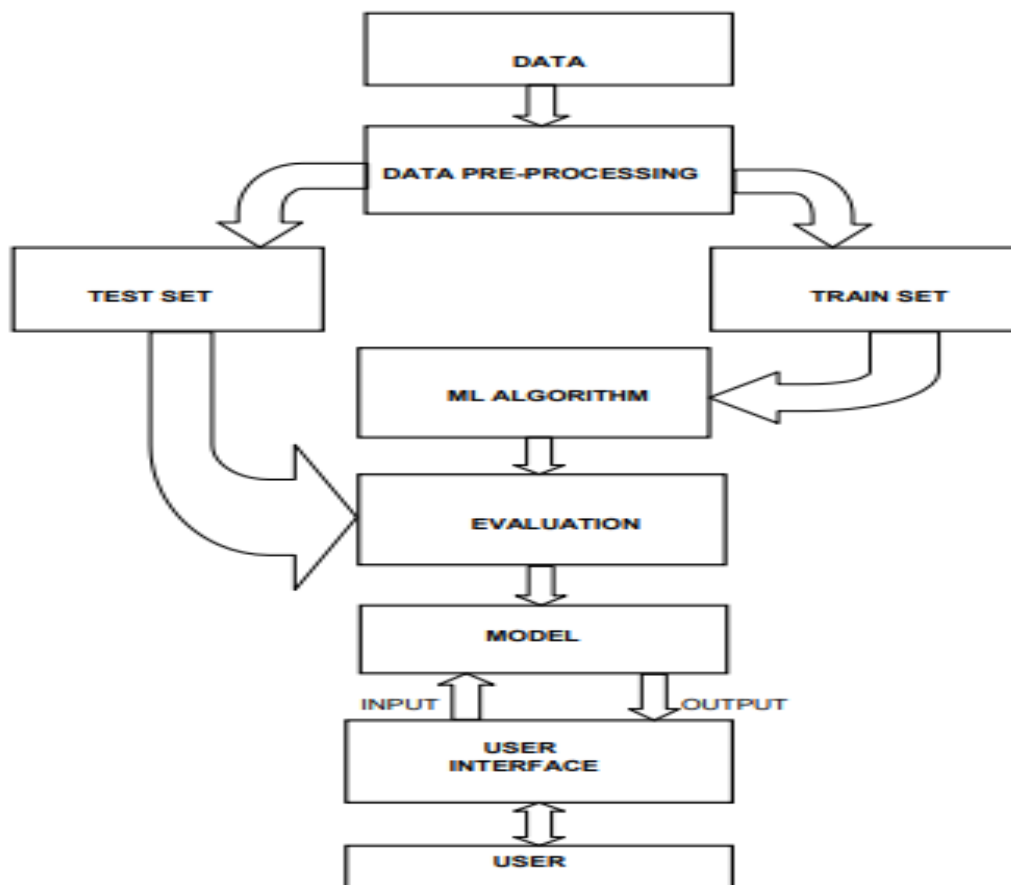 DATA
DATA PRE-PROCESSING
TEST SET
TRAIN SET
ML ALGORITHM
EVALUATION
MODEL
INPUT
OUTPUT
USER
INTERFACE
USER